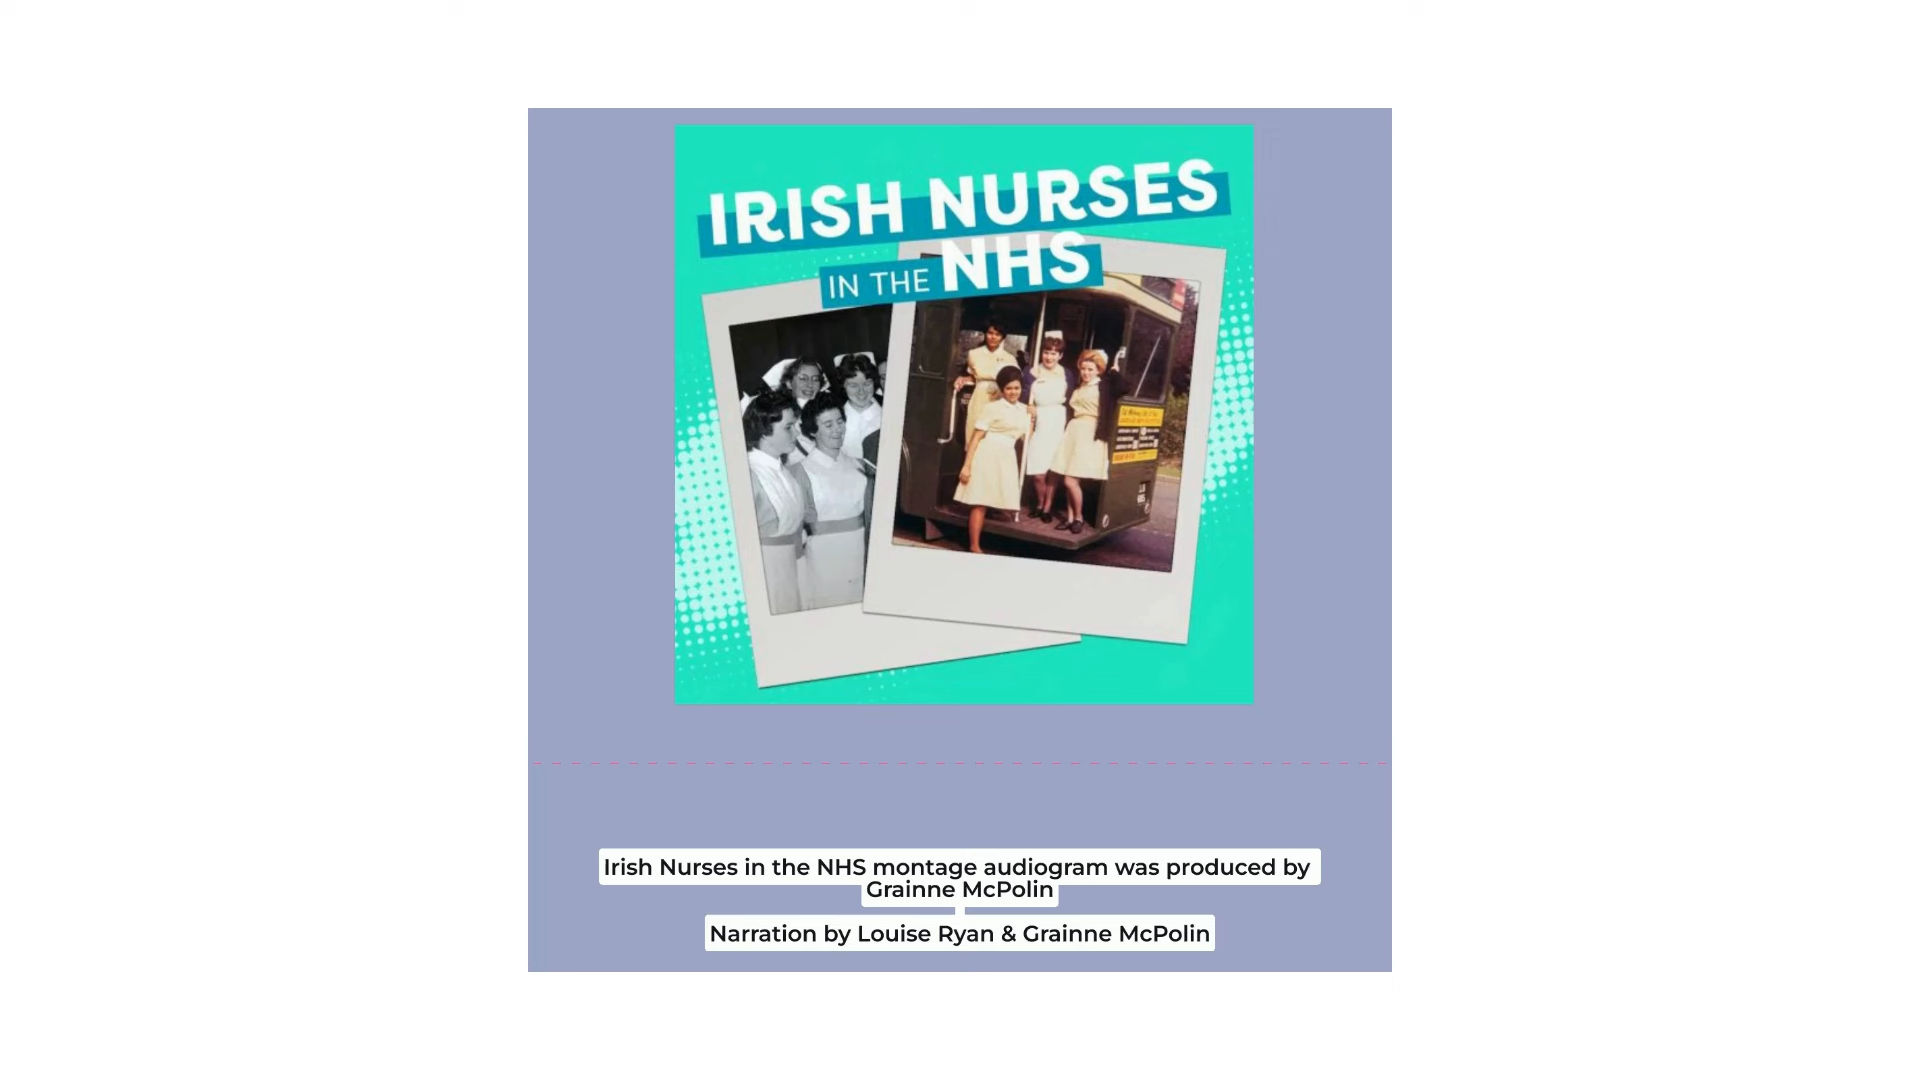 IRISH NURSES
IN THE NHS
Irish Nurses in the NHS montage audiogram was produced by
Grainne McPolin
Narration by Louise Ryan & Grainne McPolin